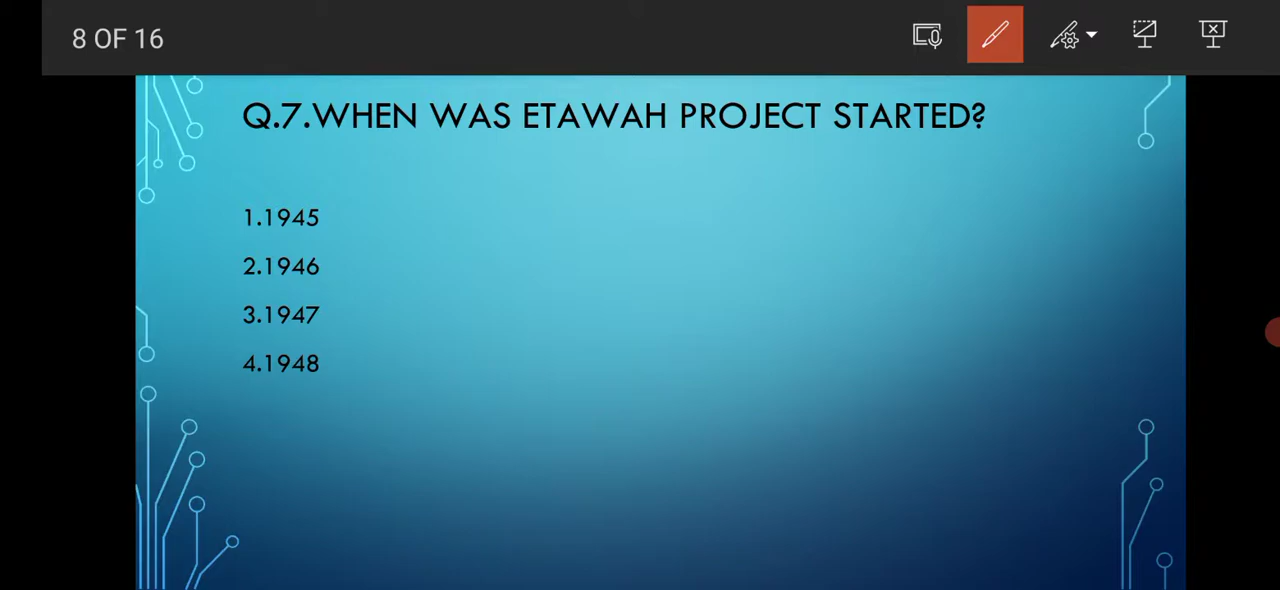 8 OF 16
Q.7.WHEN WAS ETAWAH PROJECT STARTED?
1.1945
2.1946
3.1947
4.1948